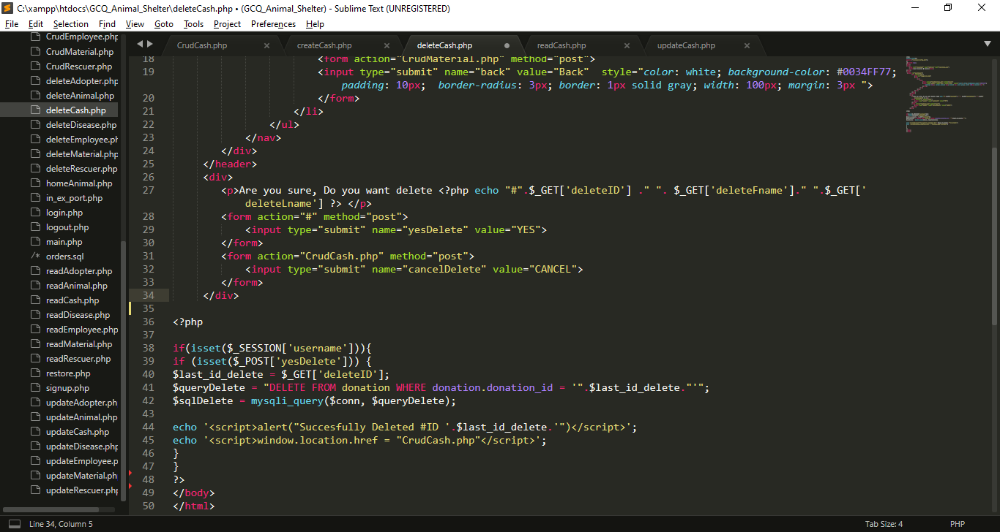 C:\xampp\htdocs\GCQ_Animal_Shelter\deleteCash.php • (GCQ_Animal_Shelter) - Sublime Text (UNREGISTERED)
File Edit Selection Find View Goto Tools Project Preferences Help
CrudEmployee.php
CrudMaterial.php
CrudRescuer.php
deleteAdopter.php
deleteAnimal.php
deleteCash.php
deleteDisease.php
deleteEmployee.ph
deleteMaterial.php
deleteRescuer.php
homeAnimal.php
in_ex_port.php
login.php
logout.php
main.php
/* orders.sql
readAdopter.php
readAnimal.php
readCash.php
readDisease.php
readEmployee.php
readMaterial.php
readRescuer.php
restore.php
signup.php
updateAdopter.ph
updateAnimal.php
updateCash.php
updateDisease.php
updateEmployee.p
updateMaterial.ph
updateRescuer.php
CrudCash.php × createCash.php × deleteCash.php ● readCash.php × updateCash.php ×
18 <form action="CrudMaterial.php" method="post">
19 <input type="submit" name="back" value="Back"  style="color: white; background-color: #0034FF77;
padding: 10px;  border-radius: 3px; border: 1px solid gray; width: 100px; margin: 3px ">
20 </form>
21 </li>
22 </ul>
23 </nav>
24 </div>
25 </header>
26 <div>
27 <p>Are you sure, Do you want delete <?php echo "#".$_GET['deleteID'] ." ". $_GET['deleteFname']." ".$_GET['
deleteLname'] ?> </p>
28 <form action="#" method="post">
29 <input type="submit" name="yesDelete" value="YES">
30 </form>
31 <form action="CrudCash.php" method="post">
32 <input type="submit" name="cancelDelete" value="CANCEL">
33 </form>
34 </div>
35
36 <?php
37
38 if(isset($_SESSION['username'])){
39 if (isset($_POST['yesDelete'])) {
40 $last_id_delete = $_GET['deleteID'];
41 $queryDelete = "DELETE FROM donation WHERE donation.donation_id = '".$last_id_delete."'";
42 $sqlDelete = mysqli_query($conn, $queryDelete);
43
44 echo '<script>alert("Succesfully Deleted #ID '.$last_id_delete.'")</script>';
45 echo '<script>window.location.href = "CrudCash.php"</script>';
46 }
47 }
48 ?>
49 </body>
50 </html>
Line 34, Column 5 Tab Size: 4 PHP